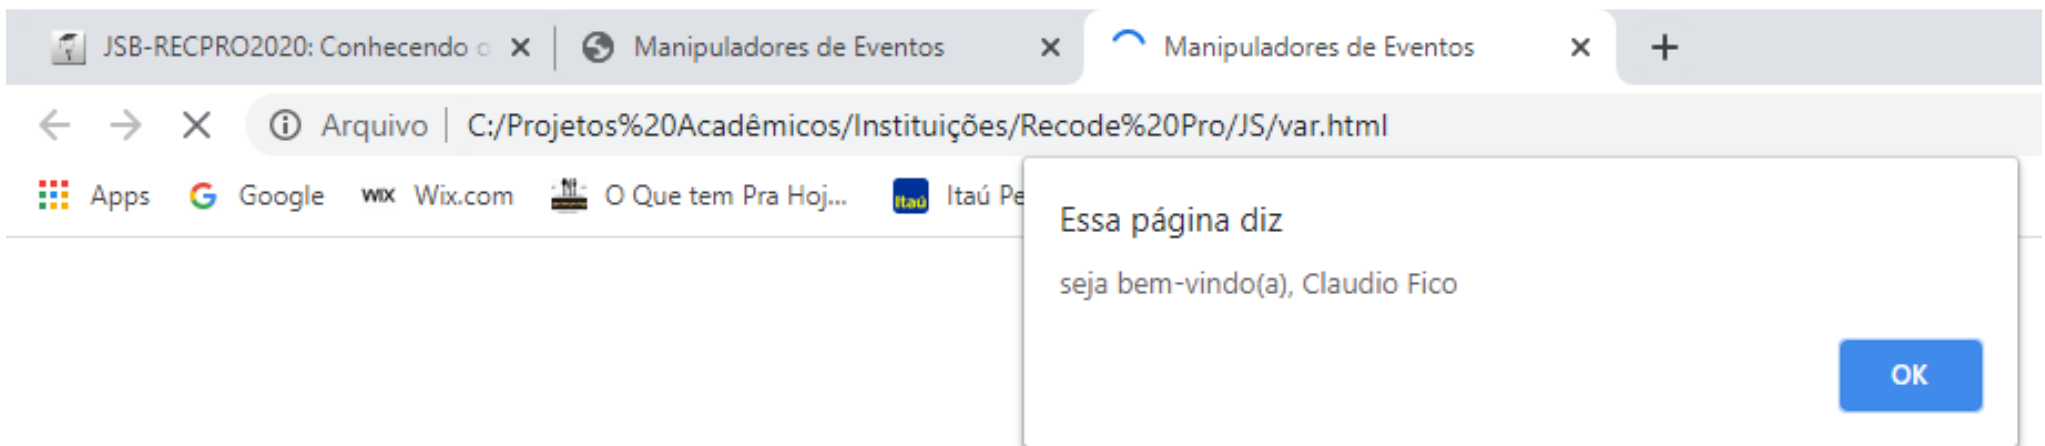 JSB-RECPRO2020: Conhecendo o Manipuladores de Eventos Manipuladores de Eventos
Arquivo C:/Projetos%20Acadêmicos/Instituições/Recode%20Pro/JS/var.html
Apps Google WIX Wix.com O Que tem Pra Hoj... Itaú Itaú Pe
Essa página diz
seja bem-vindo(a), Claudio Fico
OK